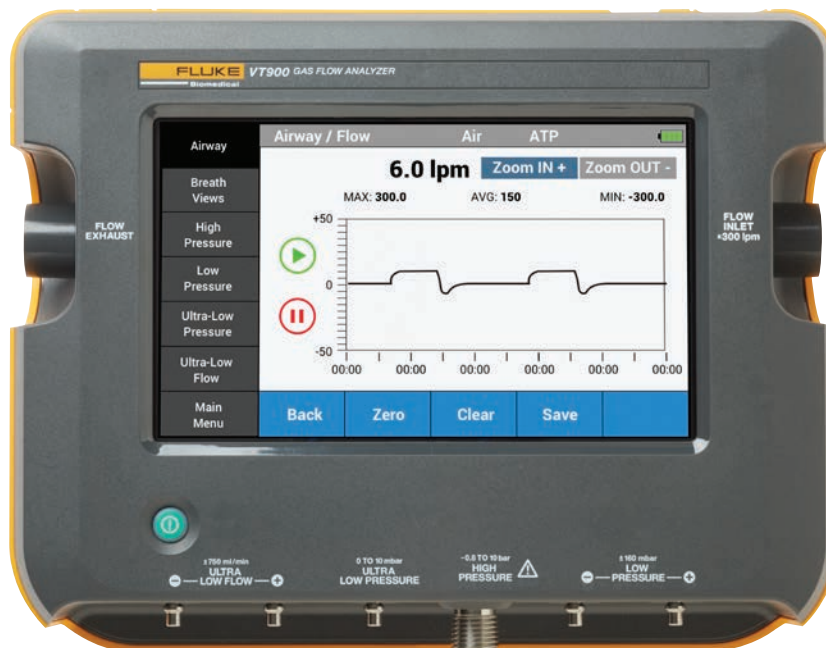 FLUKE VT900 GAS FLOW ANALYZER
Biomedical
Airway
Airway / Flow Air ATP
6.0 lpm Zoom IN + Zoom OUT -
MAX: 300.0 AVG: 150 MIN: -300.0
Breath
Views
High
Pressure
Low
Pressure
Ultra-Low
Pressure
Ultra-Low
Flow
Main
Menu
+50
0
-50
00:00 00:00 00:00 00:00 00:00 00:00
Back Zero Clear Save
FLOW
EXHAUST
FLOW
INLET
±300 lpm
±750 ml/min
ULTRA
LOW FLOW
0 TO 10 mbar
ULTRA
LOW PRESSURE
-0.8 TO 10 bar
HIGH
PRESSURE
±160 mbar
LOW
PRESSURE